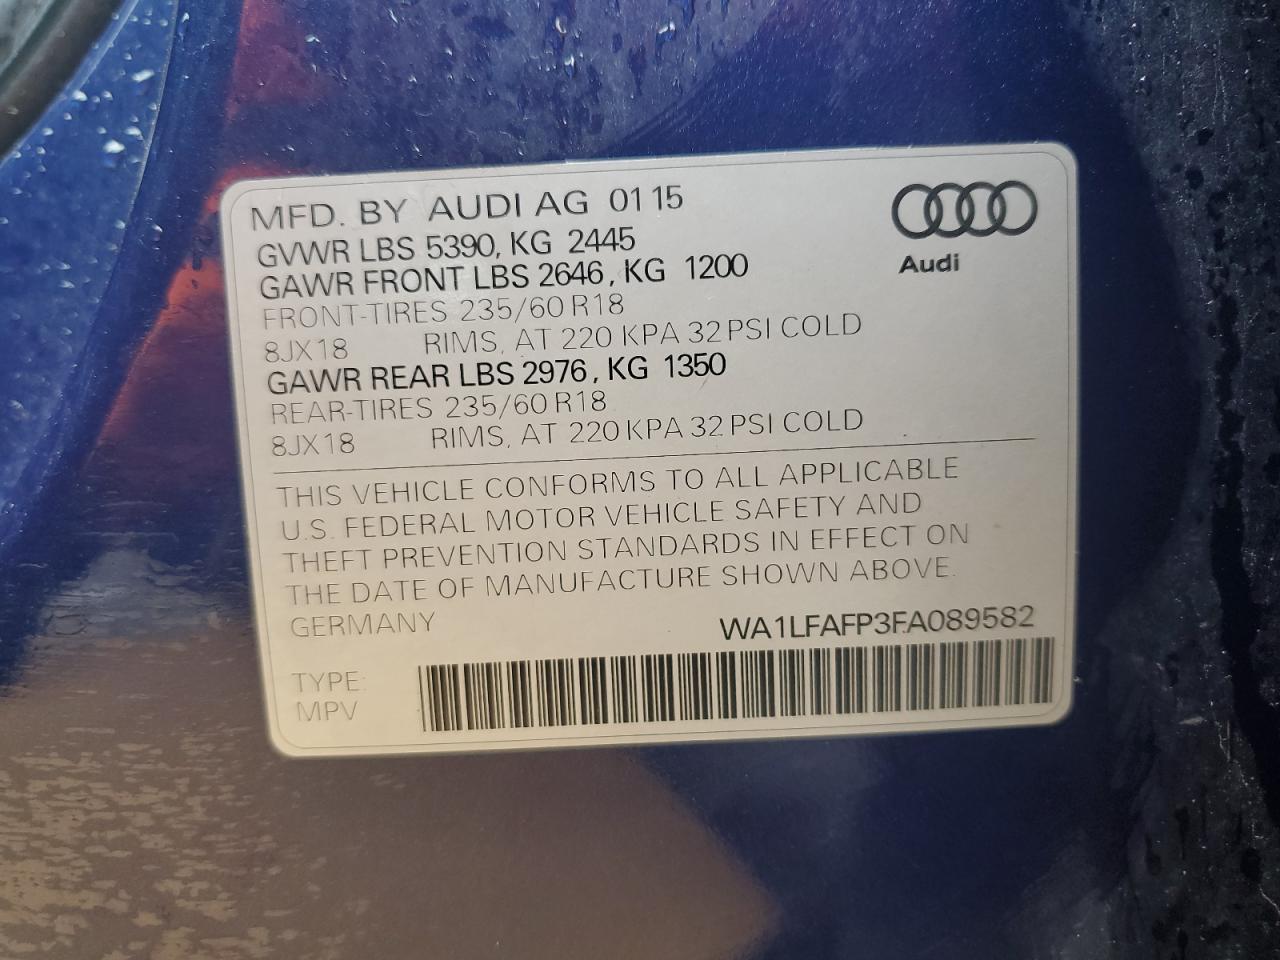 MFD. BY AUDI AG 01 15
GVWR LBS 5390, KG 2445
GAWR FRONT LBS 2646, KG 1200
FRONT-TIRES 235/60 R18
8JX18 RIMS, AT 220 KPA 32 PSI COLD
GAWR REAR LBS 2976, KG 1350
REAR-TIRES 235/60 R18
8JX18 RIMS, AT 220 KPA 32 PSI COLD
Audi
THIS VEHICLE CONFORMS TO ALL APPLICABLE
U.S. FEDERAL MOTOR VEHICLE SAFETY AND
THEFT PREVENTION STANDARDS IN EFFECT ON
THE DATE OF MANUFACTURE SHOWN ABOVE.
GERMANY WA1LFAFP3FA089582
TYPE:
MPV